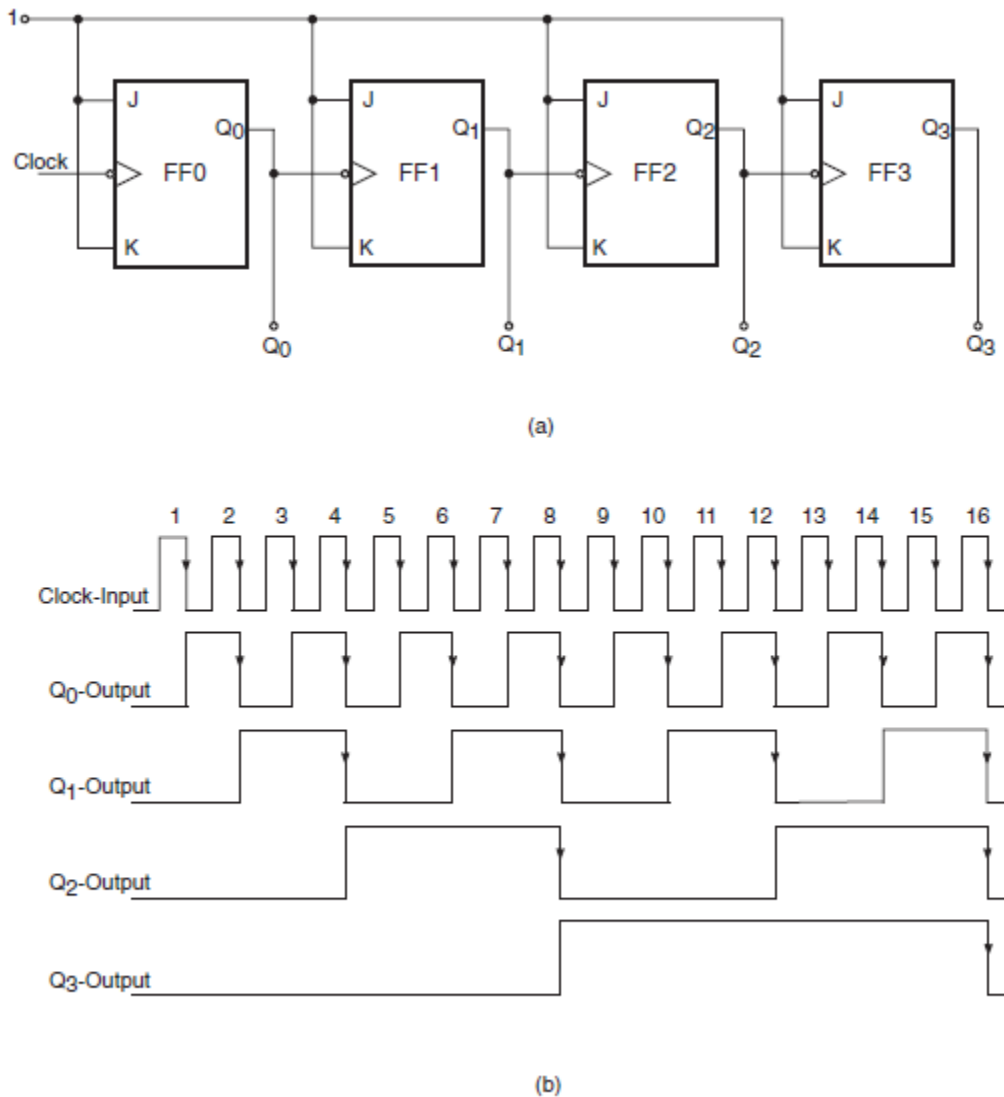 1
J J J J
Q0 Q1 Q2 Q3
Clock FF0 FF1 FF2 FF3
K K K K
Q0 Q1 Q2 Q3
(a)
1 2 3 4 5 6 7 8 9 10 11 12 13 14 15 16
Clock-Input
Q0-Output
Q1-Output
Q2-Output
Q3-Output
(b)